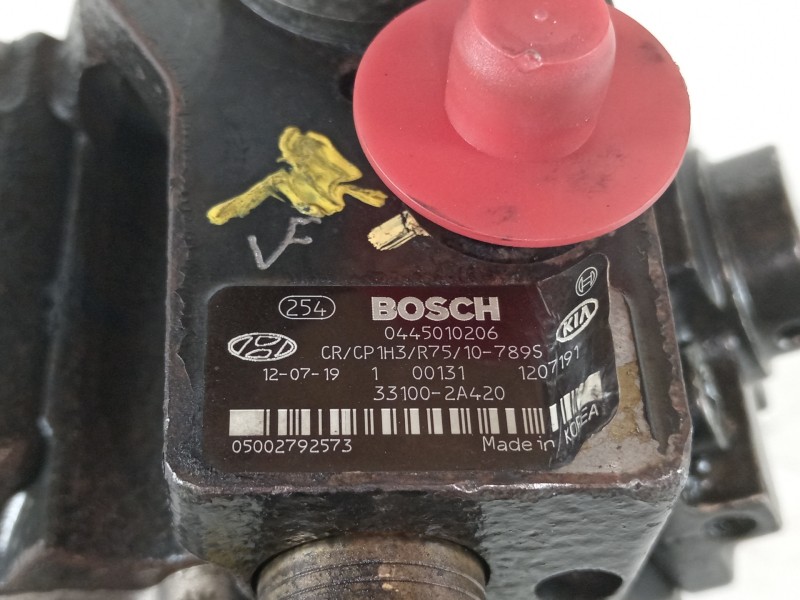 VF
254 BOSCH
0445010206
KIA
CR/CP1H3/R75/10-789S
12-07-19 1 00131 1207191
33100-2A420
05002792573 Made in KOREA